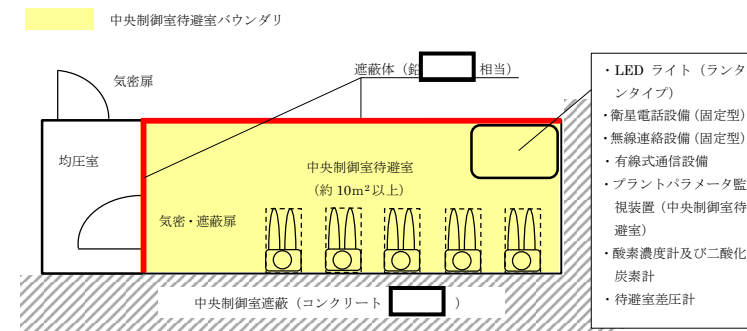 中央制御室待避室バウンダリ
遮蔽体（鉛 相当）
気密扉
均圧室
中央制御室待避室
（約 10m²以上）
気密・遮蔽扉
中央制御室遮蔽（コンクリート ）
・LED ライト（ランタ
ンタイプ）
・衛星電話設備（固定型）
・無線連絡設備（固定型）
・有線式通信設備
・プラントパラメータ監
視装置（中央制御室待
避室）
・酸素濃度計及び二酸化
炭素計
・待避室差圧計